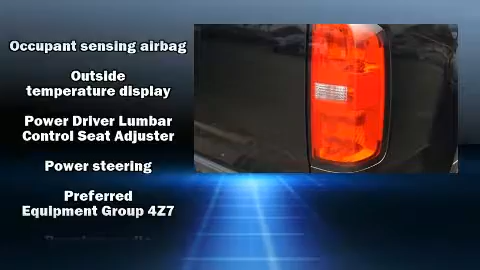 Occupant sensing airbag
Outside
temperature display
Power Driver Lumbar
Control Seat Adjuster
Power steering
Preferred
Equipment Group 4Z7